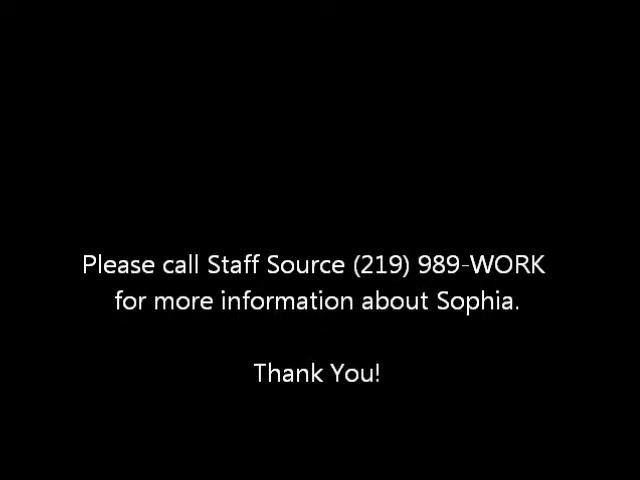 Please call Staff Source (219) 989-WORK
for more information about Sophia.
Thank You!